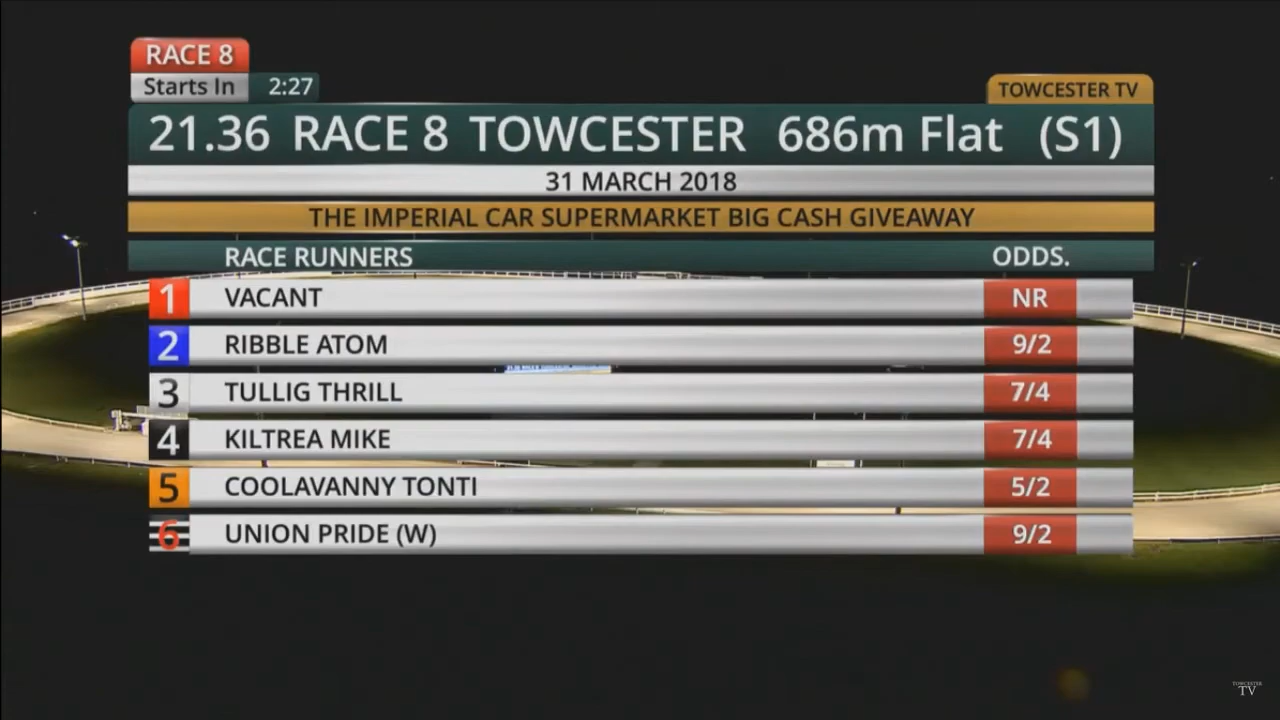 RACE 8
Starts In 2:27
TOWCESTER TV
21.36 RACE 8 TOWCESTER 686m Flat (S1)
31 MARCH 2018
THE IMPERIAL CAR SUPERMARKET BIG CASH GIVEAWAY
RACE RUNNERS ODDS.
1 VACANT NR
2 RIBBLE ATOM 9/2
3 TULLIG THRILL 7/4
4 KILTREA MIKE 7/4
5 COOLAVANNY TONTI 5/2
6 UNION PRIDE (W) 9/2
TOWCESTER
TV